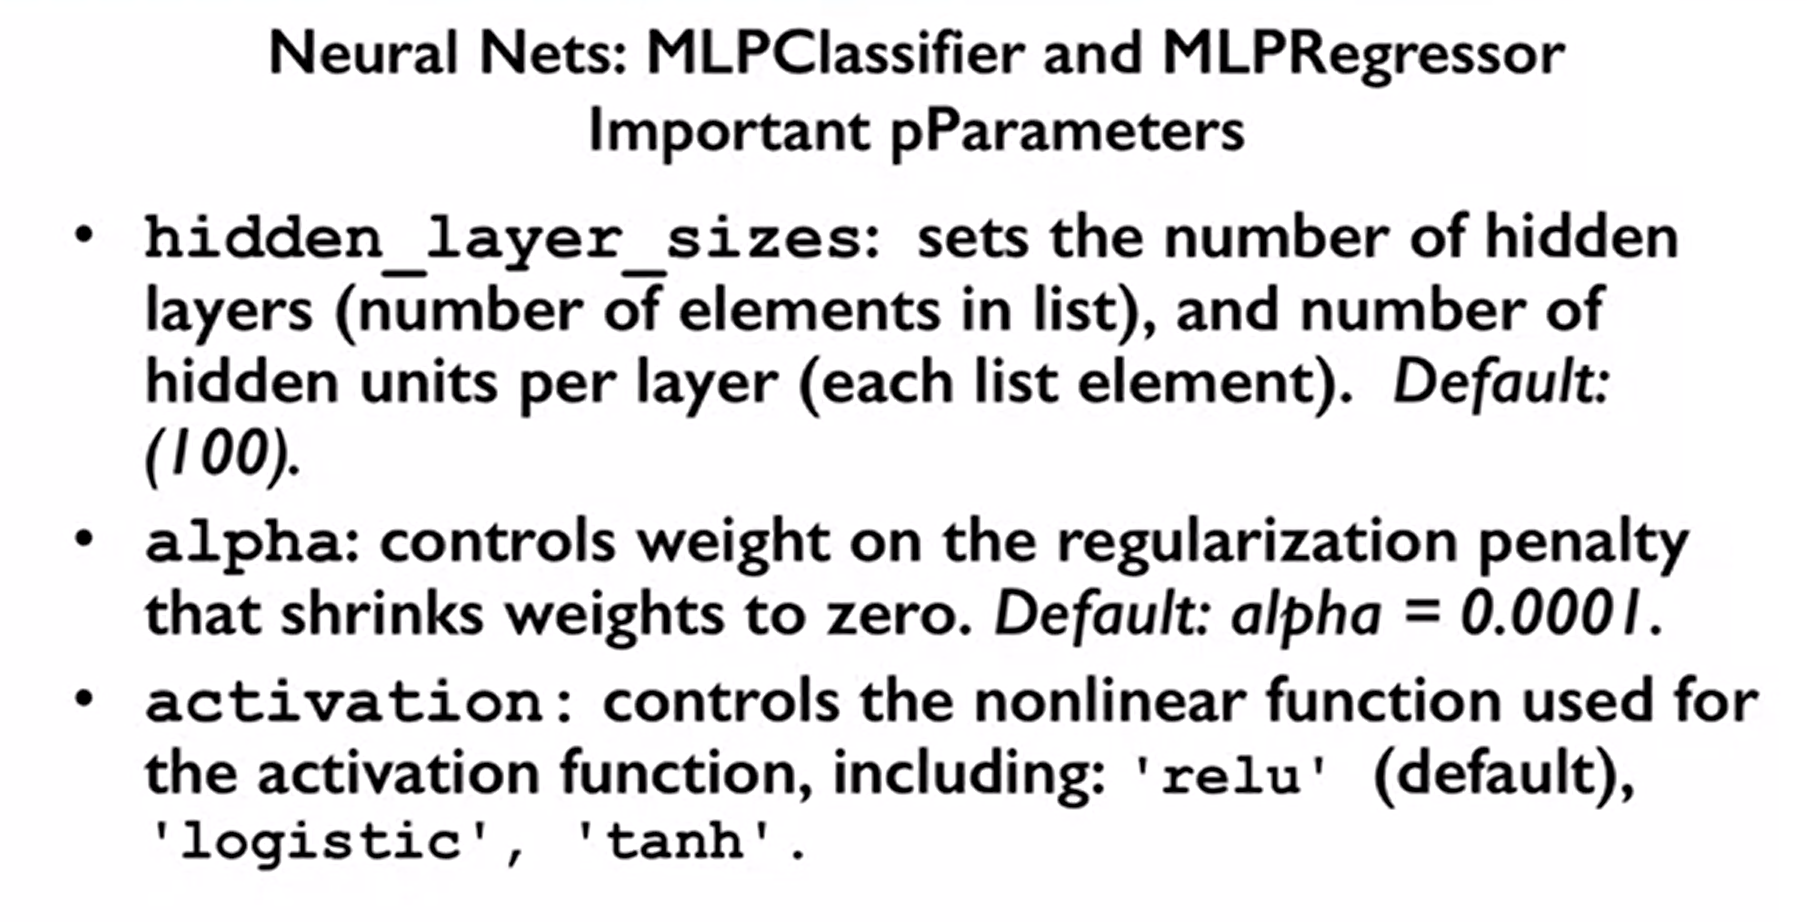 Neural Nets: MLPClassifier and MLPRegressor
Important pParameters
• hidden_layer_sizes: sets the number of hidden
layers (number of elements in list), and number of
hidden units per layer (each list element). Default:
(100).
• alpha: controls weight on the regularization penalty
that shrinks weights to zero. Default: alpha = 0.0001.
• activation: controls the nonlinear function used for
the activation function, including: 'relu' (default),
'logistic', 'tanh'.